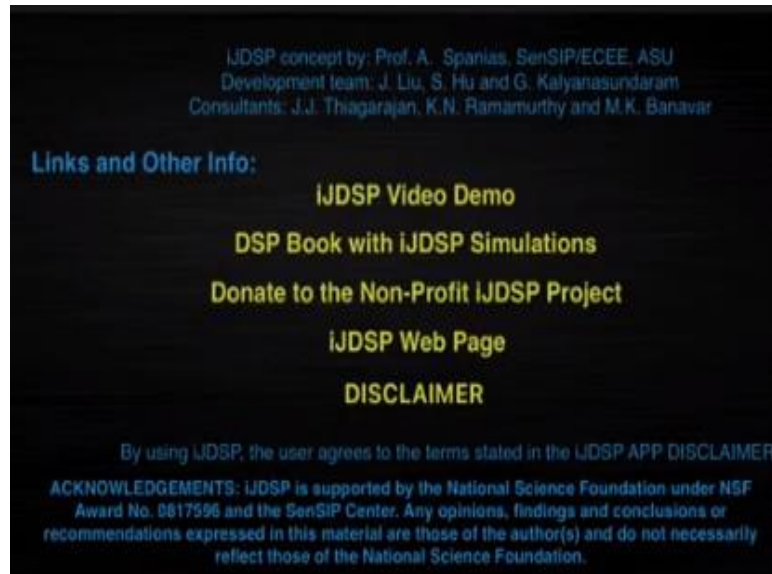 iJDSP concept by: Prof. A. Spanias, SenSIP/ECEE, ASU
Development team: J. Liu, S. Hu and G. Kalyanasundaram
Consultants: J.J. Thiagarajan, K.N. Ramamurthy and M.K. Banavar
Links and Other Info:
iJDSP Video Demo
DSP Book with iJDSP Simulations
Donate to the Non-Profit iJDSP Project
iJDSP Web Page
DISCLAIMER
By using iJDSP, the user agrees to the terms stated in the iJDSP APP DISCLAIMER
ACKNOWLEDGEMENTS: iJDSP is supported by the National Science Foundation under NSF
Award No. 0817596 and the SenSIP Center. Any opinions, findings and conclusions or
recommendations expressed in this material are those of the author(s) and do not necessarily
reflect those of the National Science Foundation.